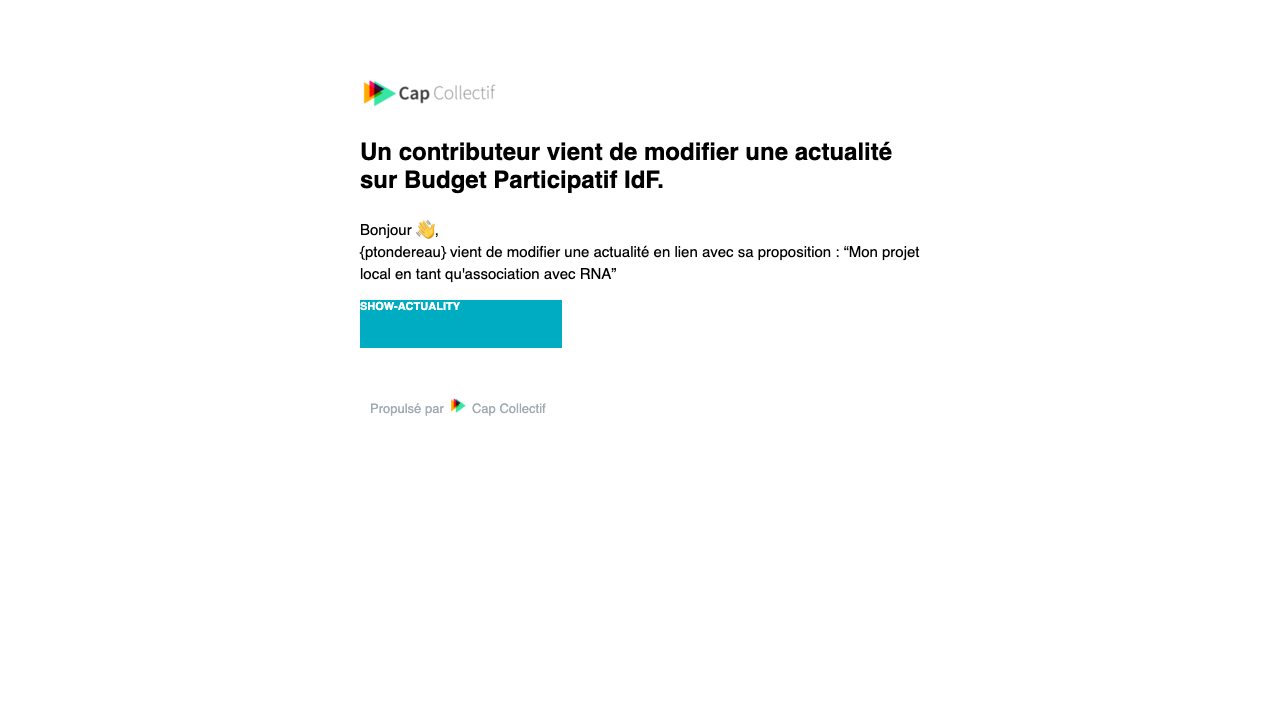 Cap Collectif
Un contributeur vient de modifier une actualité
sur Budget Participatif IdF.
Bonjour 👋,
{ptondereau} vient de modifier une actualité en lien avec sa proposition : “Mon projet
local en tant qu'association avec RNA”
SHOW-ACTUALITY
Propulsé par Cap Collectif